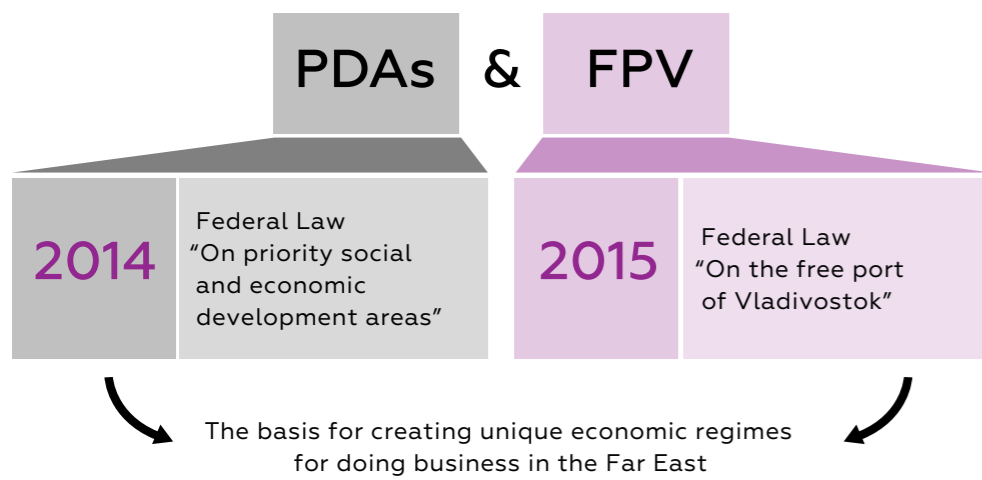 PDAs & FPV
2014
Federal Law
“On priority social
and economic
development areas”
2015
Federal Law
“On the free port
of Vladivostok”
The basis for creating unique economic regimes
for doing business in the Far East